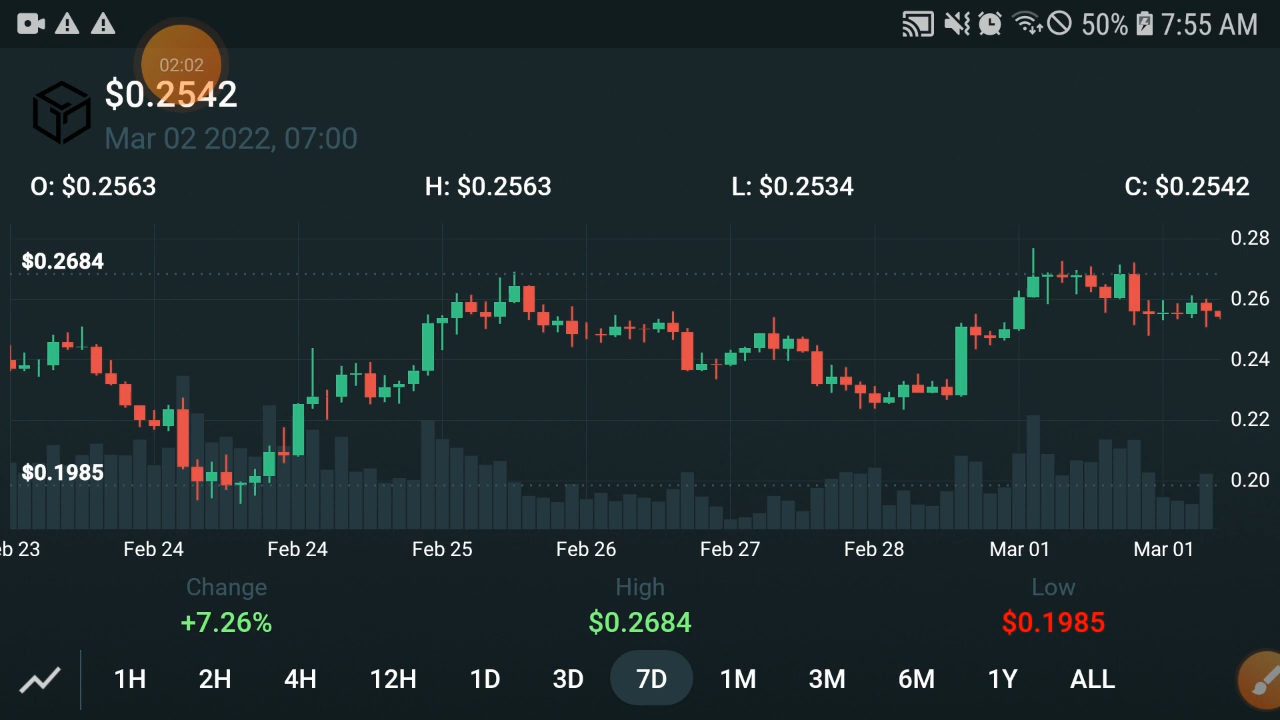 50% 7:55 AM
02:02
$0.2542
Mar 02 2022, 07:00
O: $0.2563 H: $0.2563 L: $0.2534 C: $0.2542
0.28
$0.2684
0.26
0.24
0.22
$0.1985
0.20
eb 23 Feb 24 Feb 24 Feb 25 Feb 26 Feb 27 Feb 28 Mar 01 Mar 01
Change High Low
+7.26% $0.2684 $0.1985
1H 2H 4H 12H 1D 3D 7D 1M 3M 6M 1Y ALL